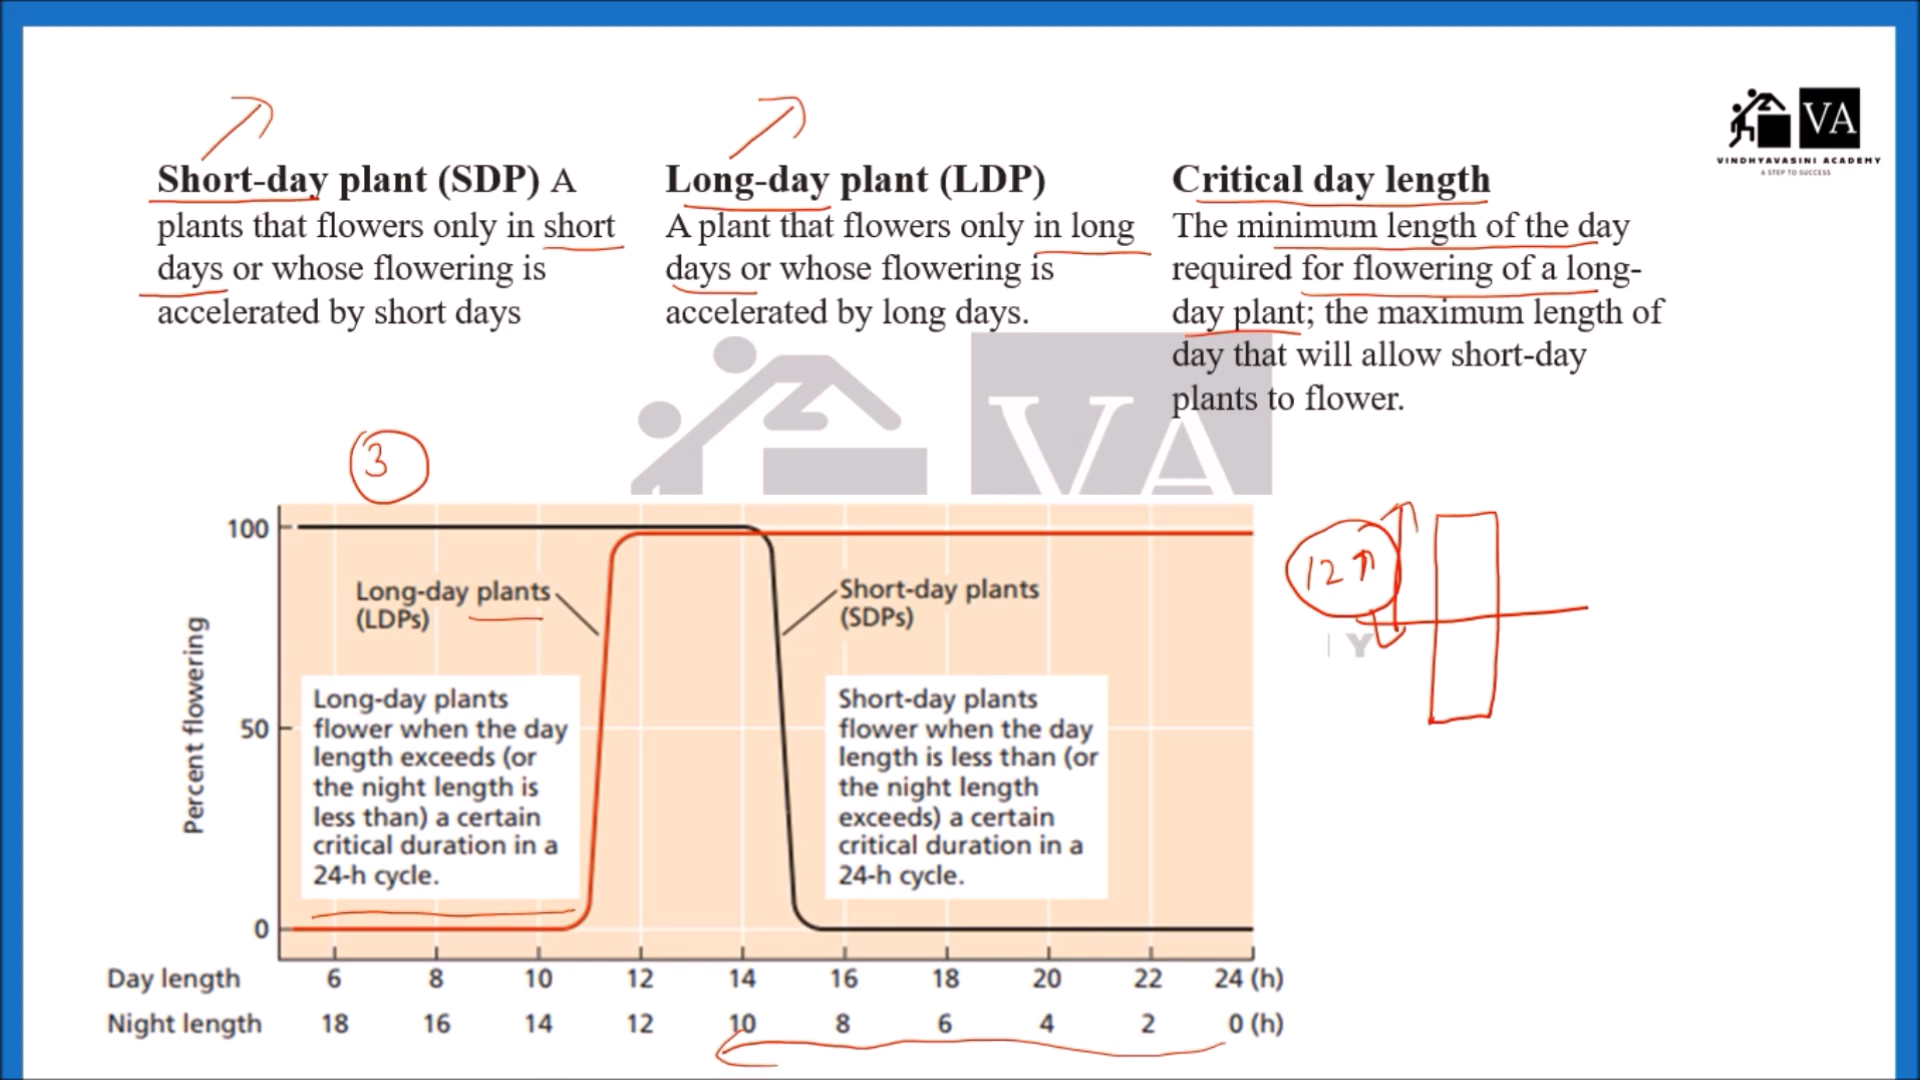 VA
VINDHYAVASINI ACADEMY
A STEP TO SUCCESS
Short-day plant (SDP) A
plants that flowers only in short
days or whose flowering is
accelerated by short days
Long-day plant (LDP)
A plant that flowers only in long
days or whose flowering is
accelerated by long days.
Critical day length
The minimum length of the day
required for flowering of a long-
day plant; the maximum length of
day that will allow short-day
plants to flower.
VA
3
12
Y
Percent flowering
100
50
0
Long-day plants
(LDPs)
Short-day plants
(SDPs)
Long-day plants
flower when the day
length exceeds (or
the night length is
less than) a certain
critical duration in a
24-h cycle.
Short-day plants
flower when the day
length is less than (or
the night length
exceeds) a certain
critical duration in a
24-h cycle.
Day length 6 8 10 12 14 16 18 20 22 24 (h)
Night length 18 16 14 12 10 8 6 4 2 0 (h)